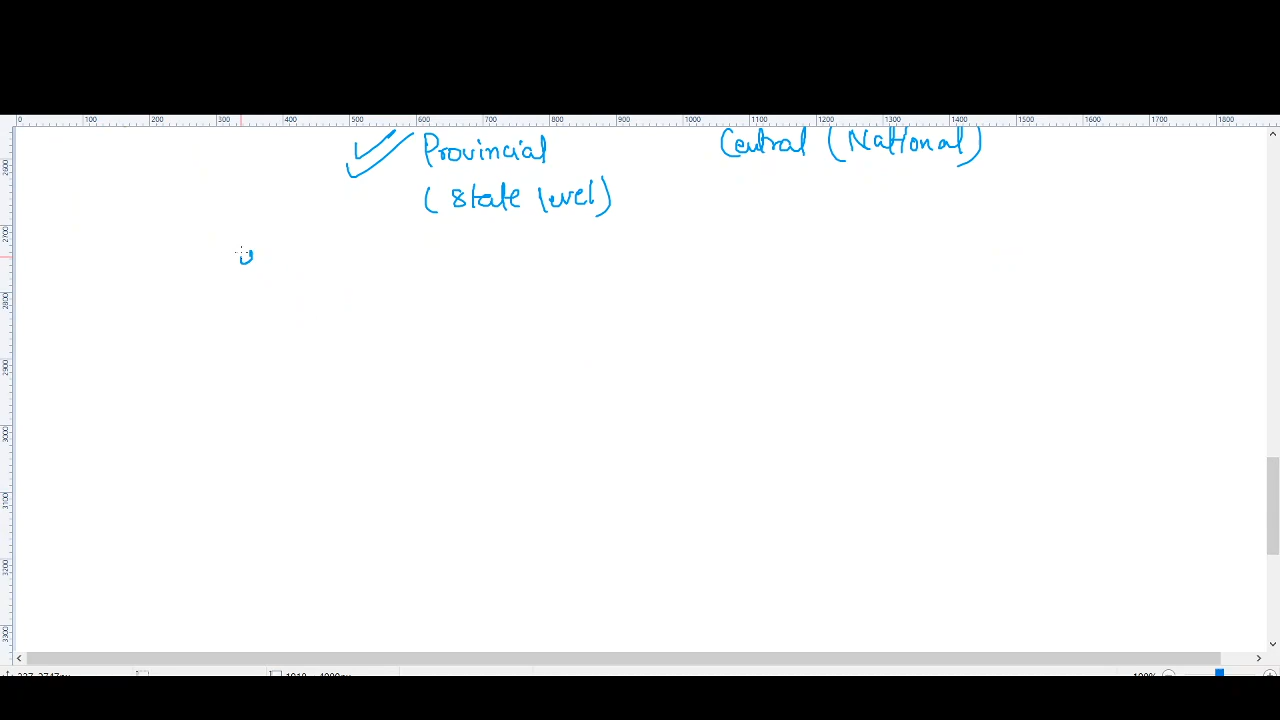 Provincial
Central (National)
(State level)